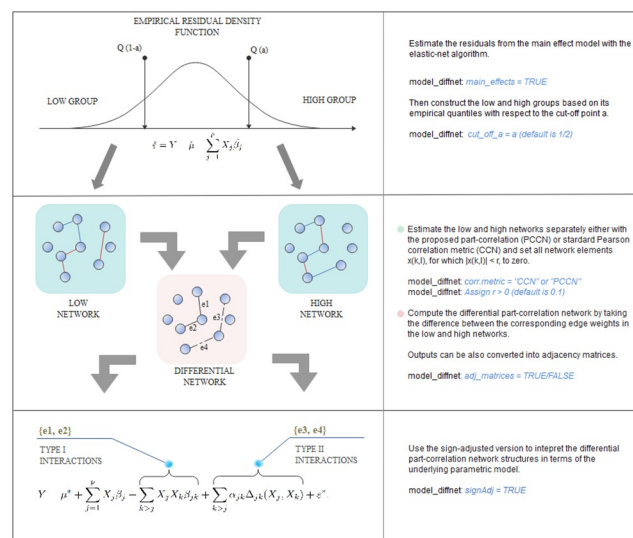 EMPIRICAL RESIDUAL DENSITY
FUNCTION
Q (1-a)
Q (a)
LOW GROUP
HIGH GROUP
Estimate the residuals from the main effect model with the
elastic-net algorithm.
model_diffnet: main_effects = TRUE
Then construct the low and high groups based on its
empirical quantiles with respect to the cut-off point a.
model_diffnet: cut_off_a = a (default is 1/2)
LOW
NETWORK
HIGH
NETWORK
e1
e2
e3
e4
DIFFERENTIAL
NETWORK
Estimate the low and high networks separately either with
the proposed part-correlation (PCCN) or stardard Pearson
correlation metric (CCN) and set all network elements
x(k,l), for which |x(k,l)| < r, to zero.
model_diffnet: corr.metric = "CCN" or "PCCN"
model_diffnet: Assign r > 0 (default is 0.1)
Compute the differential part-correlation network by taking
the difference between the corresponding edge weights in
the low and high networks.
Outputs can be also converted into adjacency matrices.
model_diffnet: adj_matrices = TRUE/FALSE
{e1, e2}
{e3, e4}
TYPE I
INTERACTIONS
TYPE II
INTERACTIONS
Use the sign-adjusted version to intepret the differential
part-correlation network structures in terms of the
underlying parametric model.
model_diffnet: signAdj = TRUE